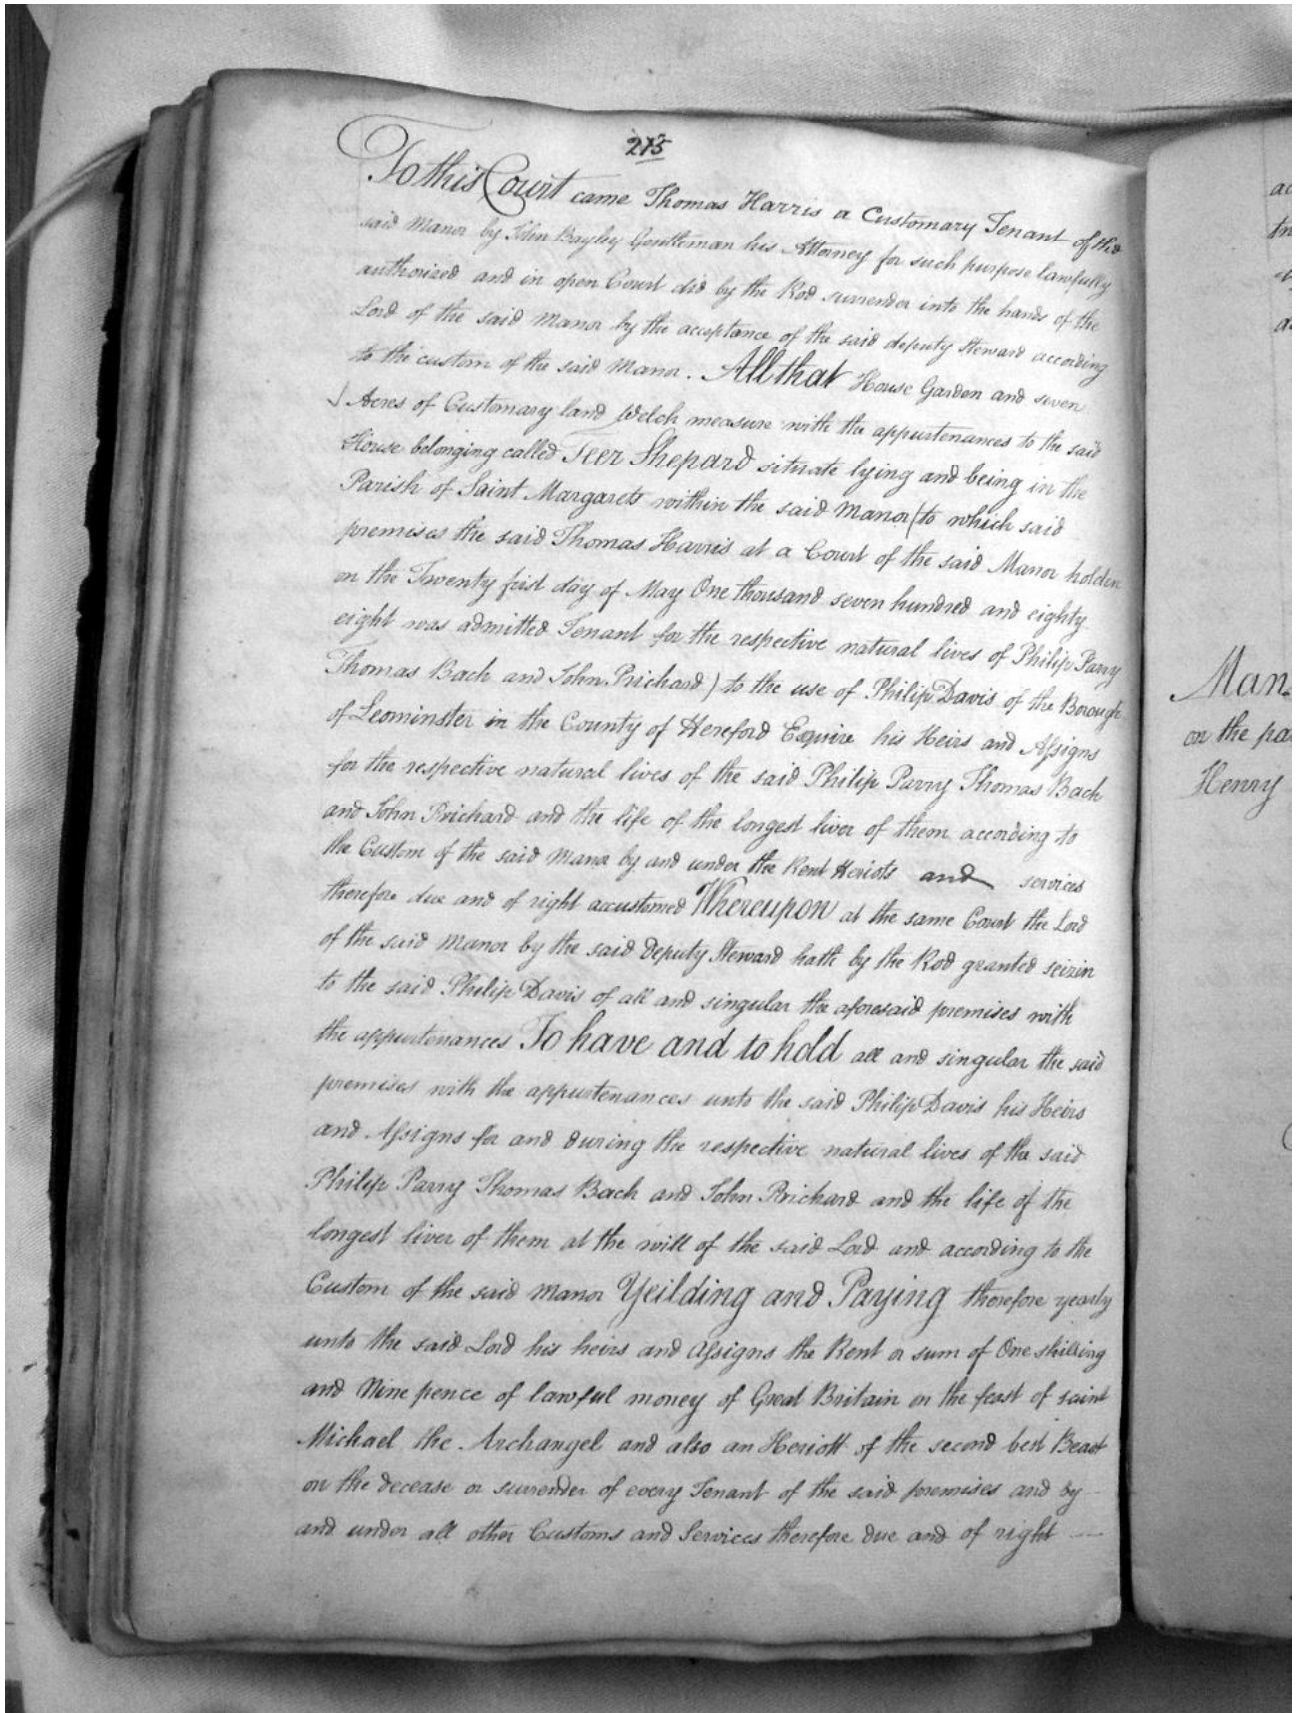 213
To this Court came Thomas Harris a Customary Tenant of the
said Manor by John Bayley Gentleman his Attorney for such purpose lawfully
authorized and in open Court did by the Rod surrender into the hands of the
Lord of the said Manor by the acceptance of the said deputy Steward according
to the custom of the said Manor. All that House Garden and seven
Acres of Customary land Welch measure with the appurtenances to the said
House belonging called Teer Shepard situate lying and being in the
Parish of Saint Margarets within the said Manor (to which said
premises the said Thomas Harris at a Court of the said Manor holden
on the Twenty first day of May One thousand seven hundred and eighty
eight was admitted Tenant for the respective natural lives of Philip Parry
Thomas Bach and John Prichard) to the use of Philip Davis of the Borough
of Leominster in the County of Hereford Esquire his Heirs and Assigns
for the respective natural lives of the said Philip Parry Thomas Bach
and John Prichard and the life of the longest liver of them according to
the Custom of the said Manor by and under the Rent Heriots and services
therefore due and of right accustomed Whereupon at the same Court the Lord
of the said Manor by the said Deputy Steward hath by the Rod granted seizin
to the said Philip Davis of all and singular the aforesaid premises with
the appurtenances To have and to hold all and singular the said
premises with the appurtenances unto the said Philip Davis his Heirs
and Assigns for and during the respective natural lives of the said
Philip Parry Thomas Bach and John Prichard and the life of the
longest liver of them at the will of the said Lord and according to the
Custom of the said Manor Yeilding and Paying therefore yearly
unto the said Lord his heirs and Assigns the Rent or sum of One shilling
and Nine pence of lawful money of Great Britain on the feast of saint
Michael the Archangel and also an Heriott of the second best Beast
on the decease or surrender of every Tenant of the said premises and by
and under all other Customs and Services therefore due and of right
Man
on the pa
Henry